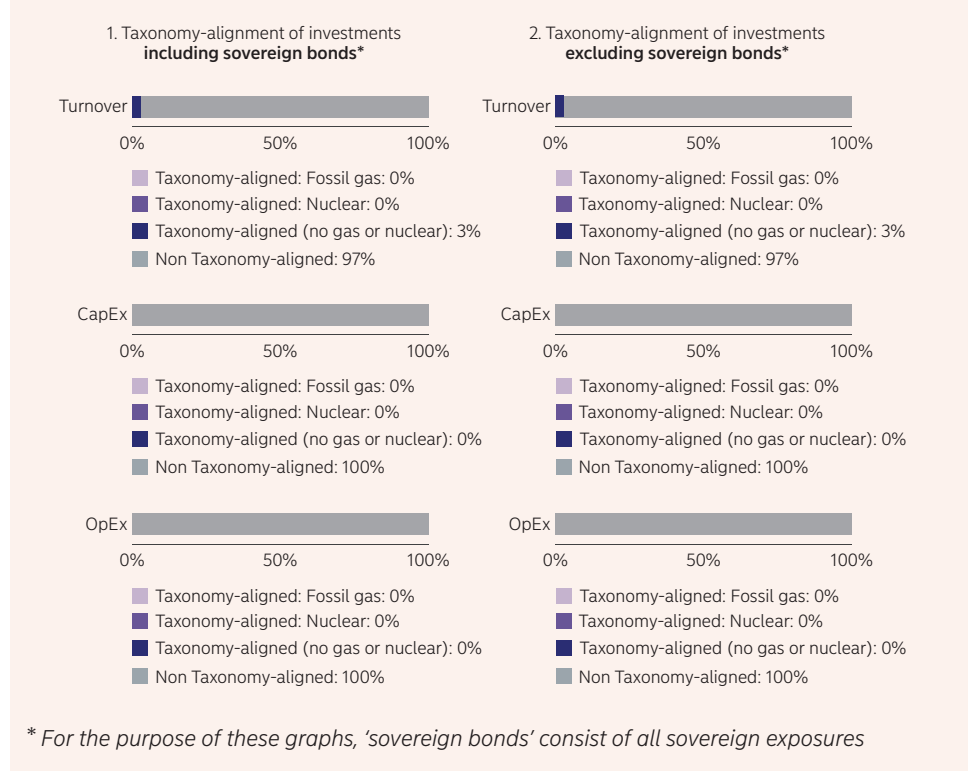 1. Taxonomy-alignment of investments
including sovereign bonds*
Turnover
0% 50% 100%
Taxonomy-aligned: Fossil gas: 0%
Taxonomy-aligned: Nuclear: 0%
Taxonomy-aligned (no gas or nuclear): 3%
Non Taxonomy-aligned: 97%
CapEx
0% 50% 100%
Taxonomy-aligned: Fossil gas: 0%
Taxonomy-aligned: Nuclear: 0%
Taxonomy-aligned (no gas or nuclear): 0%
Non Taxonomy-aligned: 100%
OpEx
0% 50% 100%
Taxonomy-aligned: Fossil gas: 0%
Taxonomy-aligned: Nuclear: 0%
Taxonomy-aligned (no gas or nuclear): 0%
Non Taxonomy-aligned: 100%
2. Taxonomy-alignment of investments
excluding sovereign bonds*
Turnover
0% 50% 100%
Taxonomy-aligned: Fossil gas: 0%
Taxonomy-aligned: Nuclear: 0%
Taxonomy-aligned (no gas or nuclear): 3%
Non Taxonomy-aligned: 97%
CapEx
0% 50% 100%
Taxonomy-aligned: Fossil gas: 0%
Taxonomy-aligned: Nuclear: 0%
Taxonomy-aligned (no gas or nuclear): 0%
Non Taxonomy-aligned: 100%
OpEx
0% 50% 100%
Taxonomy-aligned: Fossil gas: 0%
Taxonomy-aligned: Nuclear: 0%
Taxonomy-aligned (no gas or nuclear): 0%
Non Taxonomy-aligned: 100%
* For the purpose of these graphs, ‘sovereign bonds’ consist of all sovereign exposures